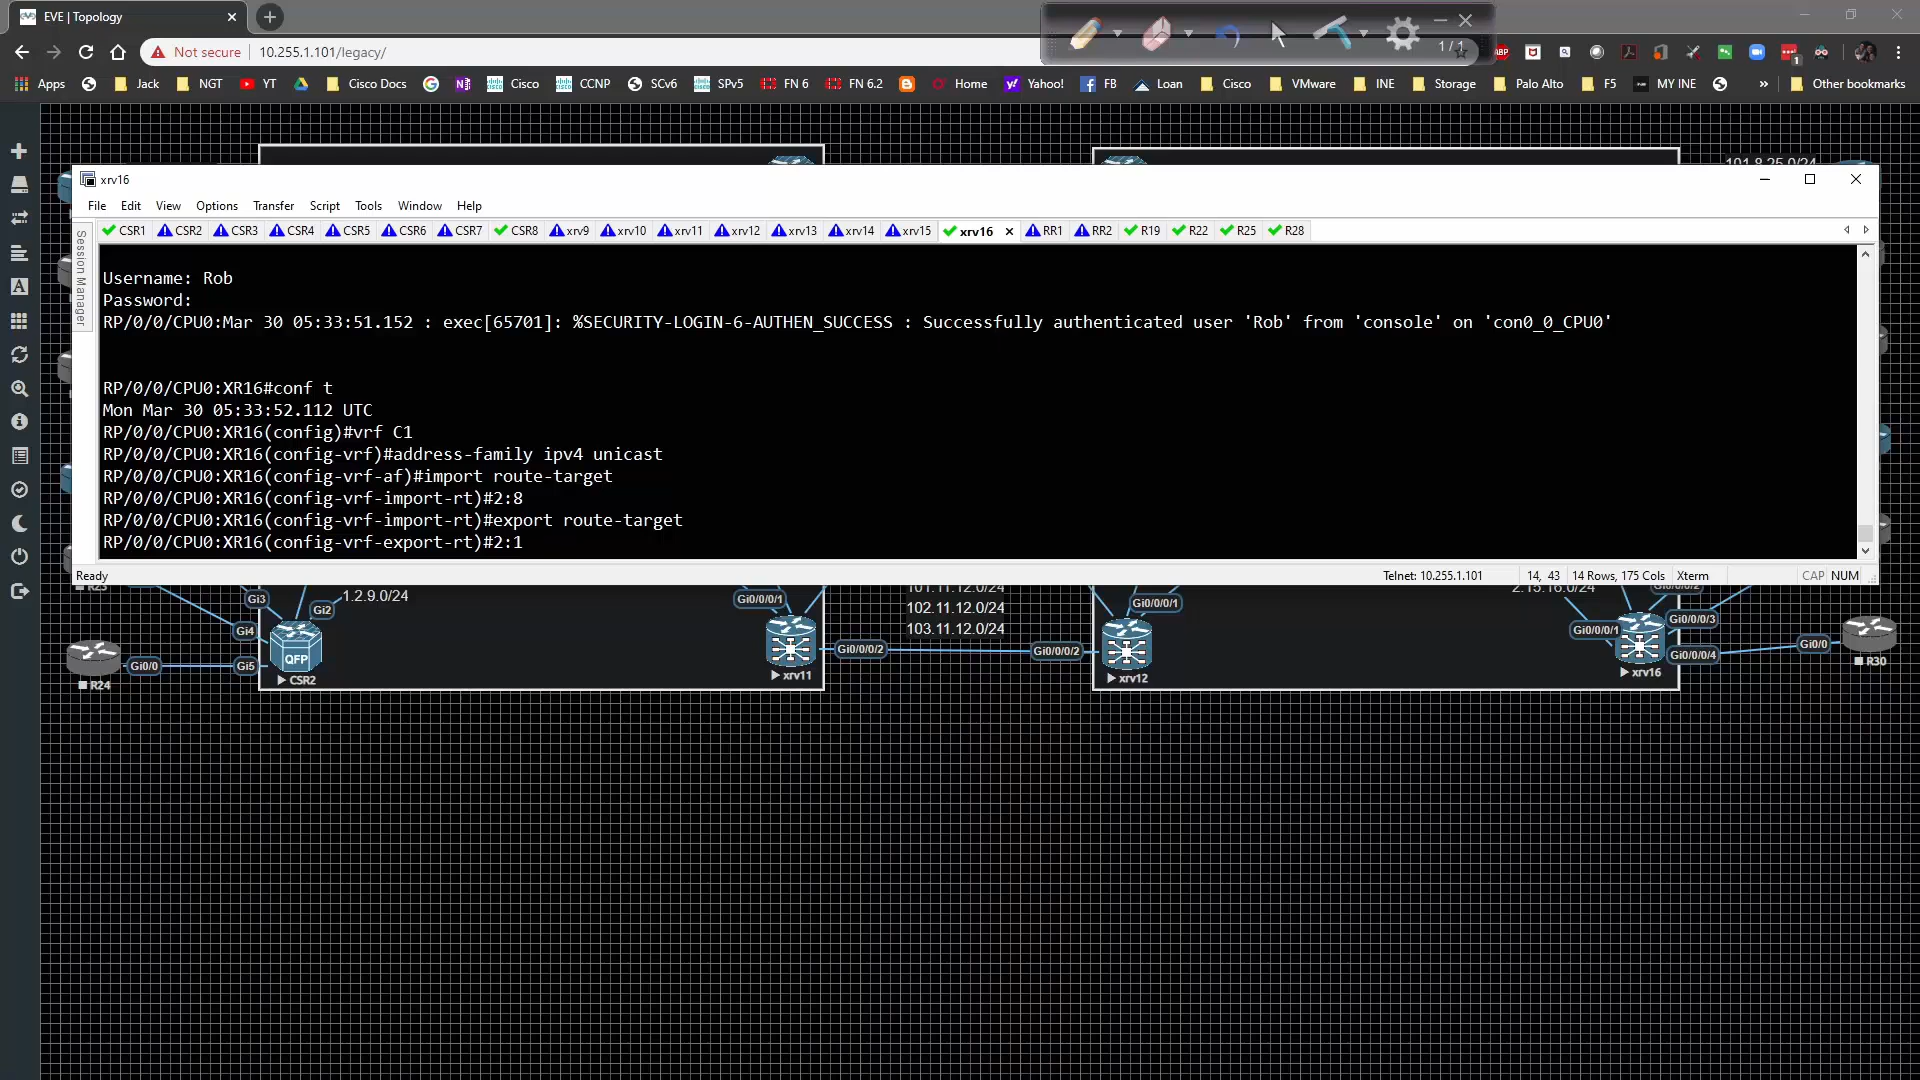 EVE | Topology
1 / 1
Not secure
10.255.1.101/legacy/
ABP
1
Apps
Jack
NGT
YT
Cisco Docs
Cisco
CCNP
SCv6
SPv5
FN 6
FN 6.2
Home
Yahoo!
FB
Loan
Cisco
VMware
INE
Storage
Palo Alto
F5
MY INE
»
Other bookmarks
101.8.25.0/24
xrv16
File Edit View Options Transfer Script Tools Window Help
Session Manager
CSR1 CSR2 CSR3 CSR4 CSR5 CSR6 CSR7 CSR8 xrv9 xrv10 xrv11 xrv12 xrv13 xrv14 xrv15 xrv16 RR1 RR2 R19 R22 R25 R28
Username: Rob
Password:
RP/0/0/CPU0:Mar 30 05:33:51.152 : exec[65701]: %SECURITY-LOGIN-6-AUTHEN_SUCCESS : Successfully authenticated user 'Rob' from 'console' on 'con0_0_CPU0'
RP/0/0/CPU0:XR16#conf t
Mon Mar 30 05:33:52.112 UTC
RP/0/0/CPU0:XR16(config)#vrf C1
RP/0/0/CPU0:XR16(config-vrf)#address-family ipv4 unicast
RP/0/0/CPU0:XR16(config-vrf-af)#import route-target
RP/0/0/CPU0:XR16(config-vrf-import-rt)#2:8
RP/0/0/CPU0:XR16(config-vrf-import-rt)#export route-target
RP/0/0/CPU0:XR16(config-vrf-export-rt)#2:1
Ready
Telnet: 10.255.1.101
14, 43
14 Rows, 175 Cols
Xterm
CAP NUM
R23
101.11.12.0/24
102.11.12.0/24
103.11.12.0/24
2.15.16.0/24
Gi0/0/0/2
Gi3
Gi2
1.2.9.0/24
Gi0/0/0/1
Gi0/0/0/1
Gi4
Gi0/0/0/1
Gi0/0/0/3
Gi0/0
Gi5
QFP
Gi0/0/0/2
Gi0/0/0/2
Gi0/0/0/4
Gi0/0
R24
CSR2
xrv11
xrv12
xrv16
R30